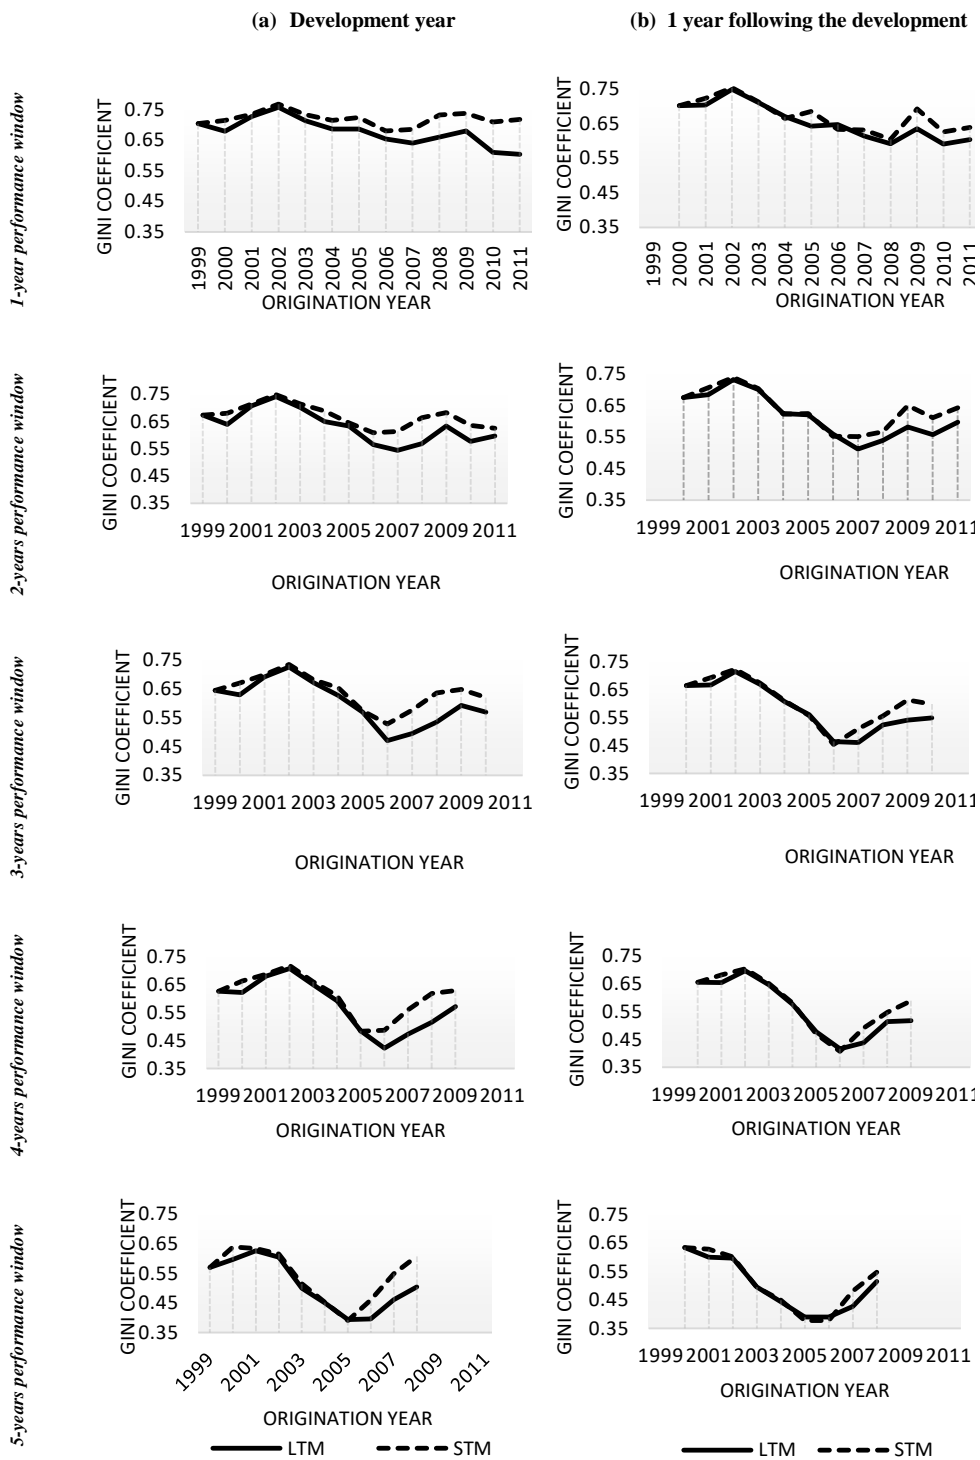 (a) Development year
(b) 1 year following the development
1-year performance window
GINI COEFFICIENT
0.75
0.65
0.55
0.45
0.35
1999
2000
2001
2002
2003
2004
2005
2006
2007
2008
2009
2010
2011
ORIGINATION YEAR
GINI COEFFICIENT
0.75
0.65
0.55
0.45
0.35
1999
2000
2001
2002
2003
2004
2005
2006
2007
2008
2009
2010
2011
ORIGINATION YEAR
2-years performance window
GINI COEFFICIENT
0.75
0.65
0.55
0.45
0.35
1999 2001 2003 2005 2007 2009 2011
ORIGINATION YEAR
GINI COEFFICIENT
0.75
0.65
0.55
0.45
0.35
1999 2001 2003 2005 2007 2009 2011
ORIGINATION YEAR
3-years performance window
GINI COEFFICIENT
0.75
0.65
0.55
0.45
0.35
1999 2001 2003 2005 2007 2009 2011
ORIGINATION YEAR
GINI COEFFICIENT
0.75
0.65
0.55
0.45
0.35
1999 2001 2003 2005 2007 2009 2011
ORIGINATION YEAR
4-years performance window
GINI COEFFICIENT
0.75
0.65
0.55
0.45
0.35
1999 2001 2003 2005 2007 2009 2011
ORIGINATION YEAR
GINI COEFFICIENT
0.75
0.65
0.55
0.45
0.35
1999 2001 2003 2005 2007 2009 2011
ORIGINATION YEAR
5-years performance window
GINI COEFFICIENT
0.75
0.65
0.55
0.45
0.35
1999
2001
2003
2005
2007
2009
2011
ORIGINATION YEAR
LTM STM
GINI COEFFICIENT
0.75
0.65
0.55
0.45
0.35
1999 2001 2003 2005 2007 2009 2011
ORIGINATION YEAR
LTM STM